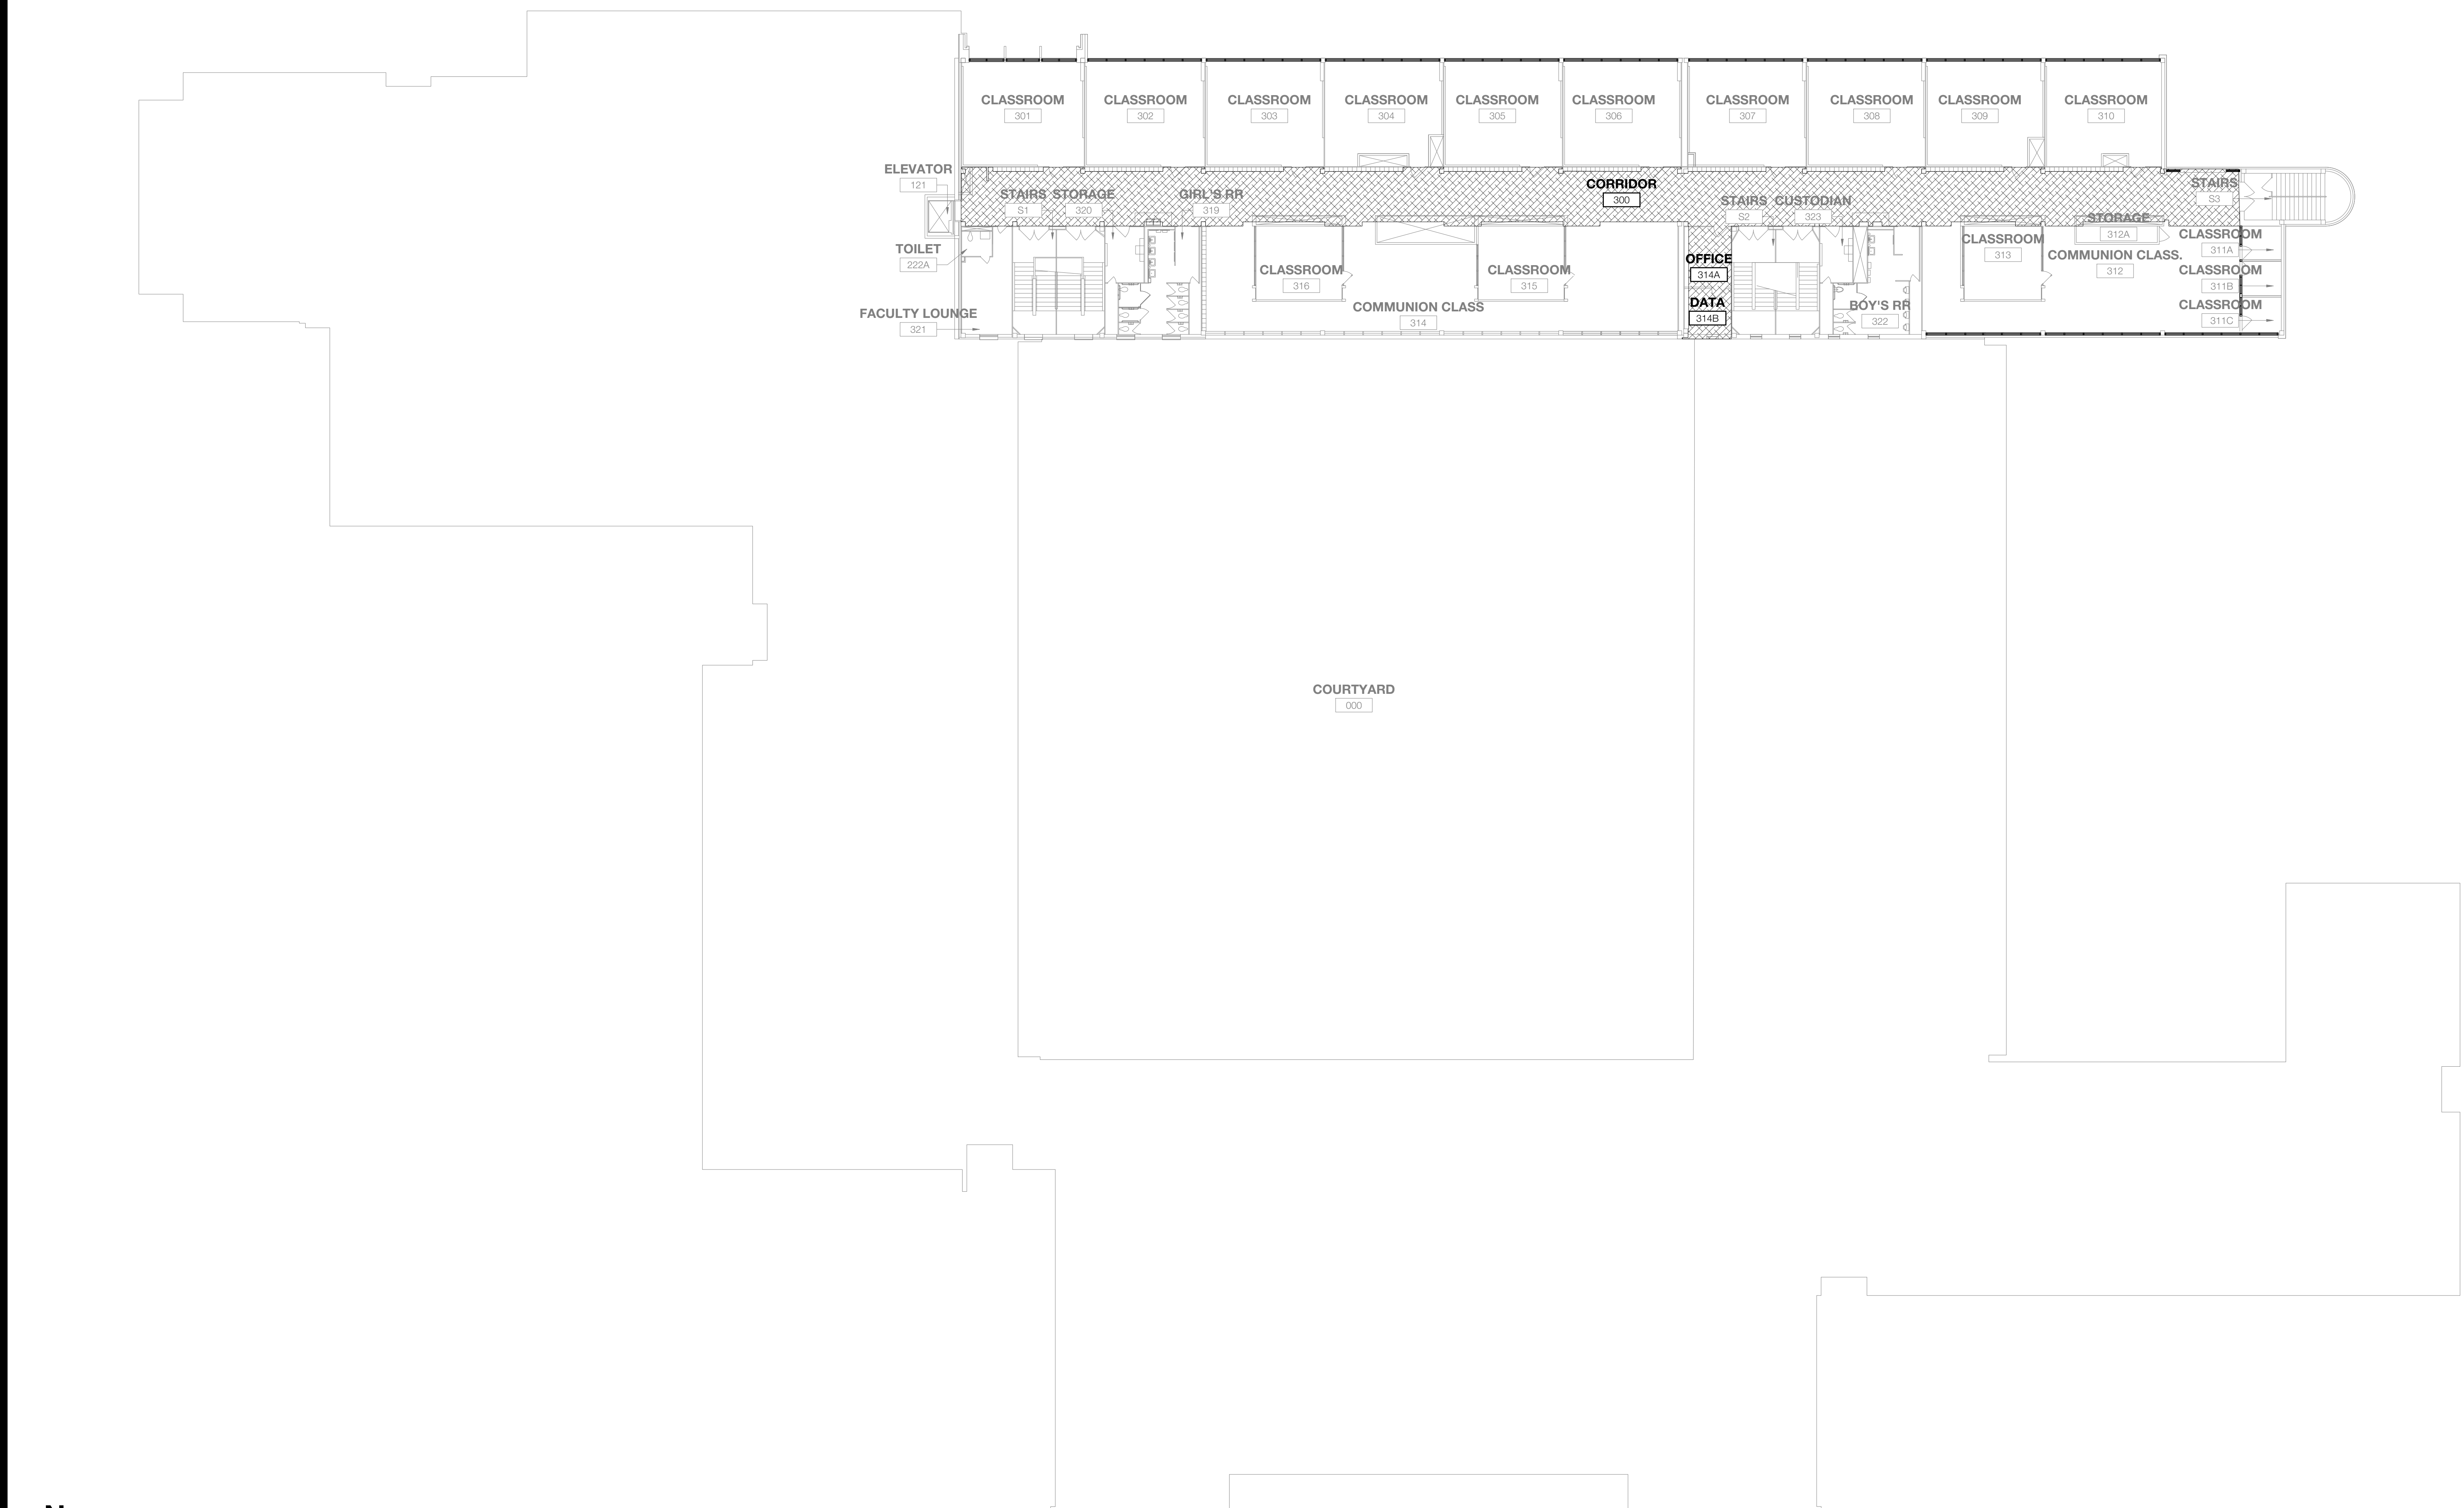 CLASSROOM
301
CLASSROOM
302
CLASSROOM
303
CLASSROOM
304
CLASSROOM
305
CLASSROOM
306
CLASSROOM
307
CLASSROOM
308
CLASSROOM
309
CLASSROOM
310
ELEVATOR
121
STAIRS
S1
STORAGE
320
GIRL'S RR
319
CORRIDOR
300
STAIRS
S2
CUSTODIAN
323
STAIRS
S3
STORAGE
312A
TOILET
222A
CLASSROOM
316
CLASSROOM
315
OFFICE
314A
CLASSROOM
313
COMMUNION CLASS.
312
CLASSROOM
311A
CLASSROOM
311B
CLASSROOM
311C
FACULTY LOUNGE
321
COMMUNION CLASS
314
DATA
314B
BOY'S RR
322
COURTYARD
000